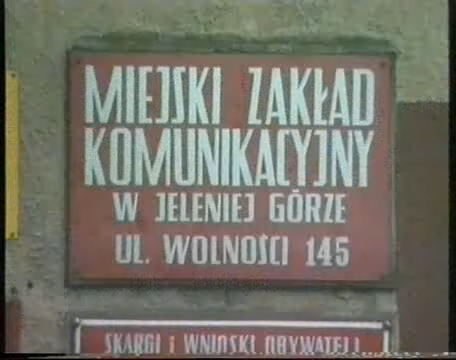 MIEJSKI ZAKŁAD
KOMUNIKACYJNY
W JELENIEJ GÓRZE
UL. WOLNOŚCI 145
SKARGI i WNIOSKI OBYWATELI